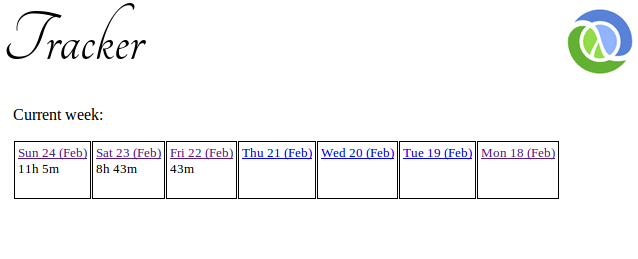 Tracker
Current week:
Sun 24 (Feb) Sat 23 (Feb) Fri 22 (Feb) Thu 21 (Feb) Wed 20 (Feb) Tue 19 (Feb) Mon 18 (Feb)
11h 5m 8h 43m 43m